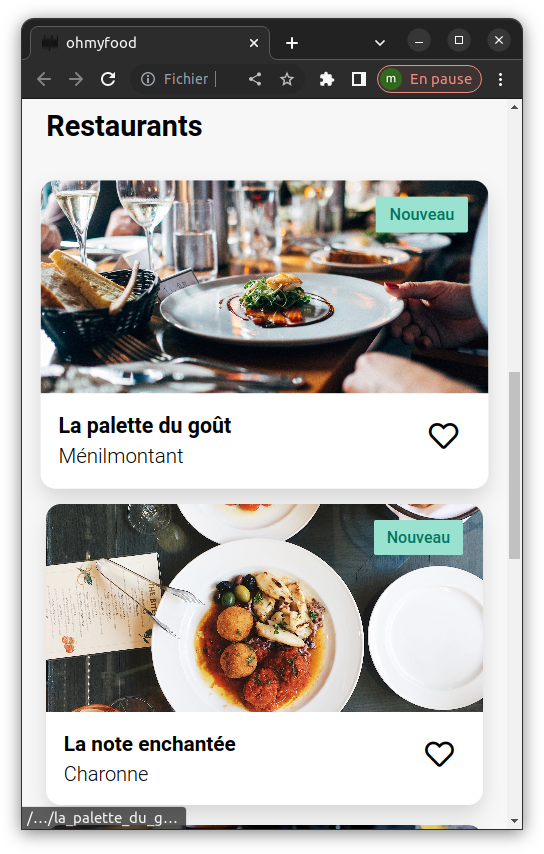 ohmyfood
Fichier
m
En pause
Restaurants
Nouveau
La palette du goût
Ménilmontant
Nouveau
La note enchantée
Charonne
/…/la_palette_du_g…